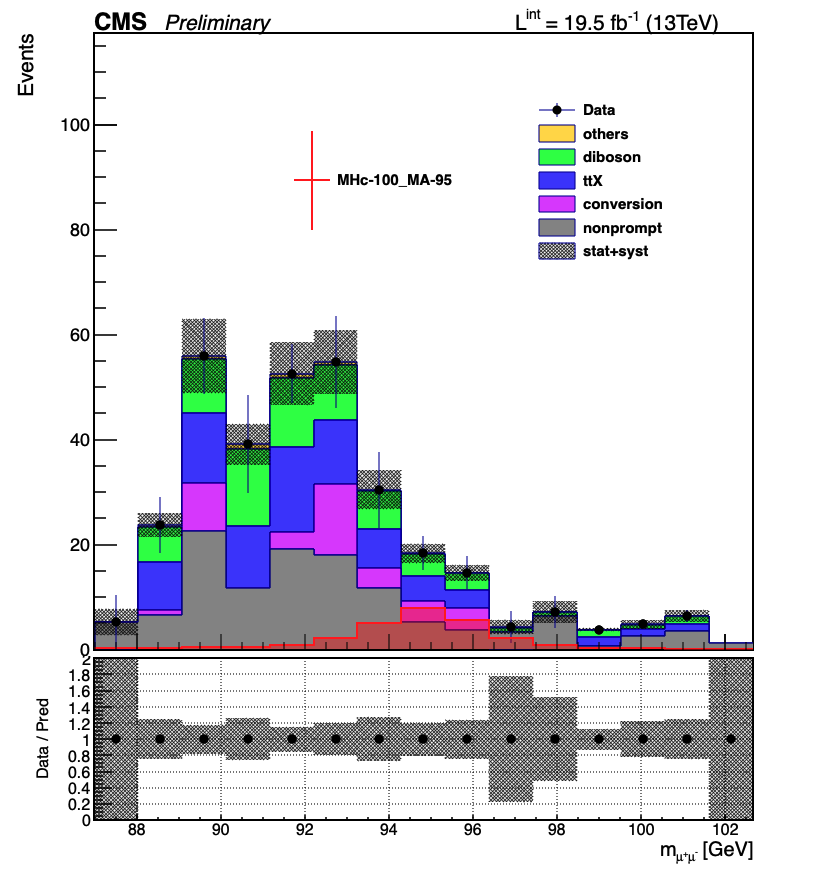 CMS Preliminary L^int = 19.5 fb^-1 (13TeV)
Events
100
80
60
40
20
0
Data
others
diboson
ttX
conversion
nonprompt
stat+syst
MHc-100_MA-95
Data / Pred
2
1.8
1.6
1.4
1.2
1
0.8
0.6
0.4
0.2
0
88 90 92 94 96 98 100 102
m_μ⁺μ⁻ [GeV]